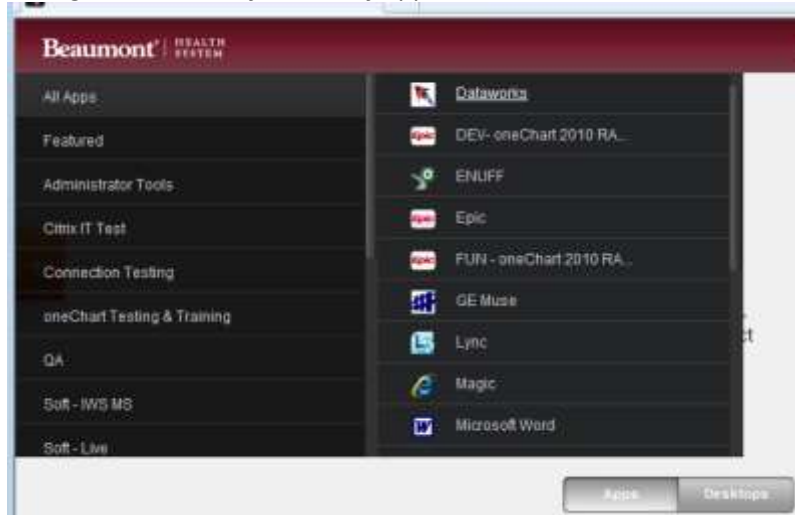 Beaumont® HEALTH SYSTEM
All Apps
Featured
Administrator Tools
Citrix IT Test
Connection Testing
oneChart Testing & Training
QA
Soft - IWS MS
Soft - Live
Dataworks
DEV- oneChart 2010 RA...
ENUFF
Epic
FUN - oneChart 2010 RA...
GE Muse
Lync
Magic
Microsoft Word
ct
Apps
Desktops